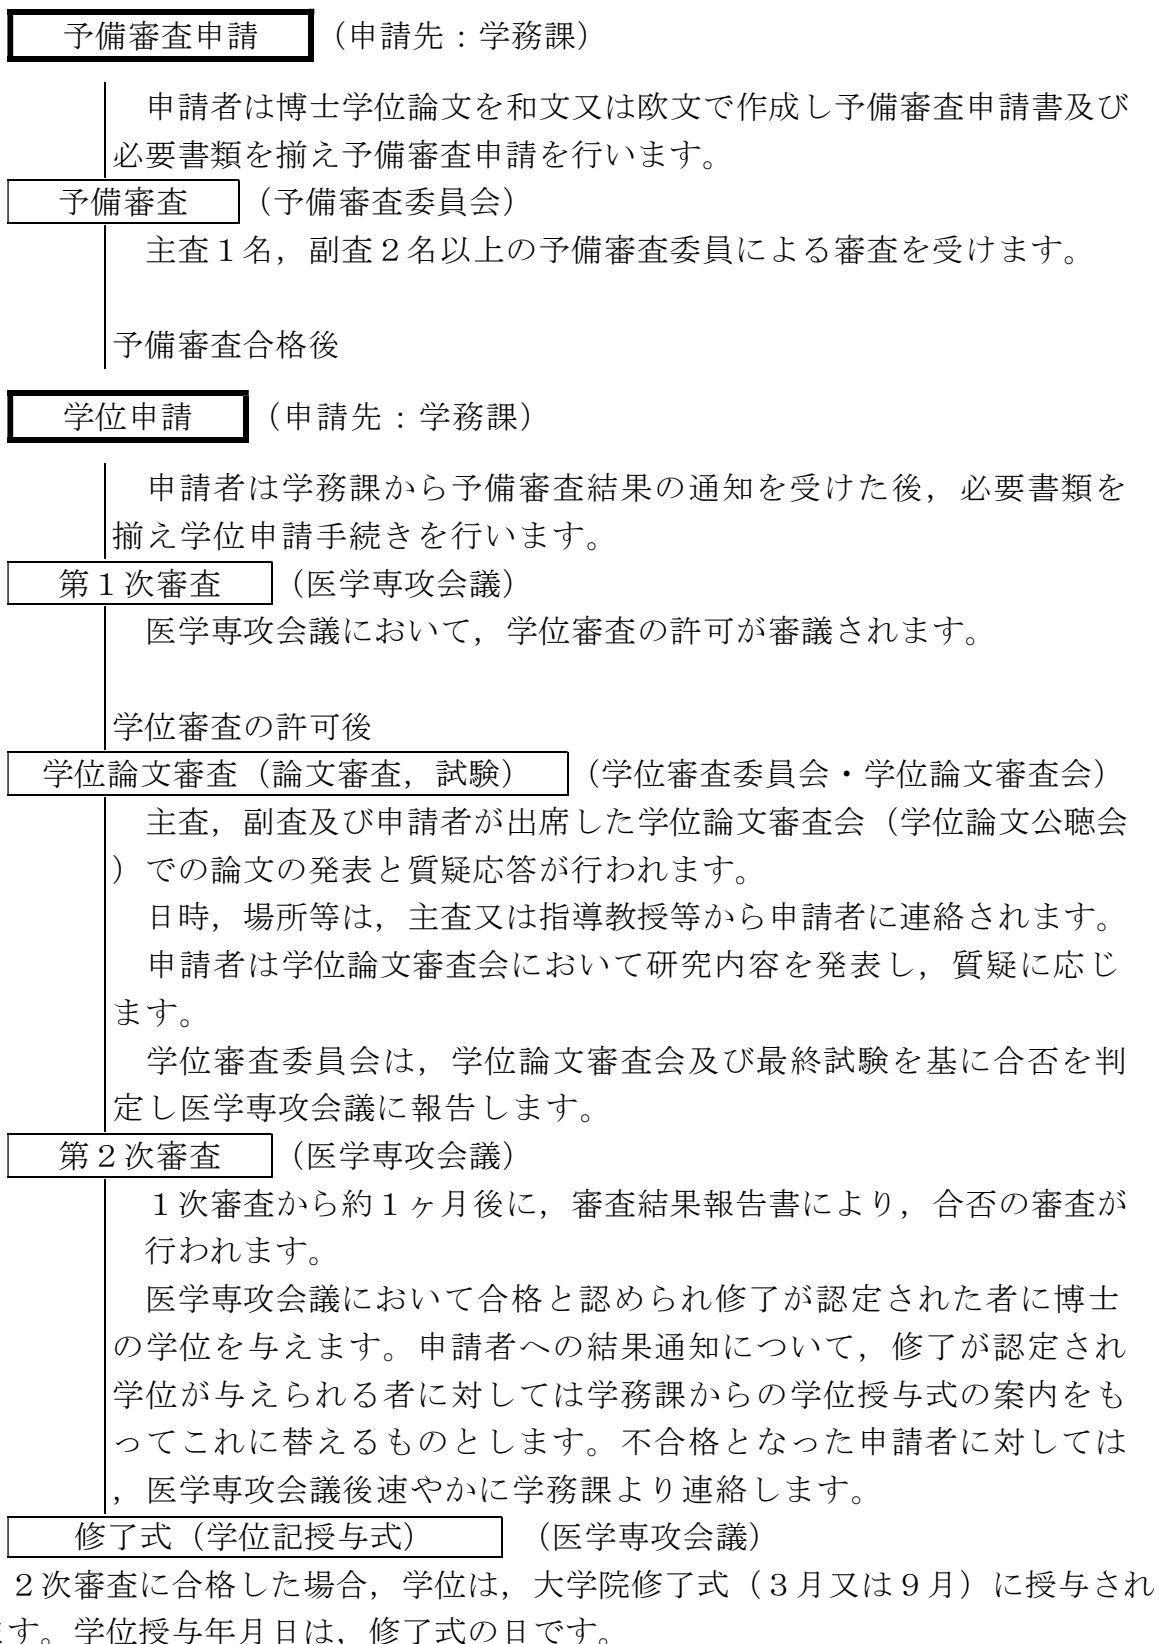 予備審査申請　（申請先：学務課）
申請者は博士学位論文を和文又は欧文で作成し予備審査申請書及び
必要書類を揃え予備審査申請を行います。
予備審査　（予備審査委員会）
主査１名，副査２名以上の予備審査委員による審査を受けます。
予備審査合格後
学位申請　（申請先：学務課）
申請者は学務課から予備審査結果の通知を受けた後，必要書類を
揃え学位申請手続きを行います。
第１次審査　（医学専攻会議）
医学専攻会議において，学位審査の許可が審議されます。
学位審査の許可後
学位論文審査（論文審査，試験）　（学位審査委員会・学位論文審査会）
主査，副査及び申請者が出席した学位論文審査会（学位論文公聴会
）での論文の発表と質疑応答が行われます。
日時，場所等は，主査又は指導教授等から申請者に連絡されます。
申請者は学位論文審査会において研究内容を発表し，質疑に応じ
ます。
学位審査委員会は，学位論文審査会及び最終試験を基に合否を判
定し医学専攻会議に報告します。
第２次審査　（医学専攻会議）
１次審査から約１ヶ月後に，審査結果報告書により，合否の審査が
行われます。
医学専攻会議において合格と認められ修了が認定された者に博士
の学位を与えます。申請者への結果通知について，修了が認定され
学位が与えられる者に対しては学務課からの学位授与式の案内をも
ってこれに替えるものとします。不合格となった申請者に対しては
，医学専攻会議後速やかに学務課より連絡します。
修了式（学位記授与式）　（医学専攻会議）
２次審査に合格した場合，学位は，大学院修了式（３月又は９月）に授与され
ます。学位授与年月日は，修了式の日です。